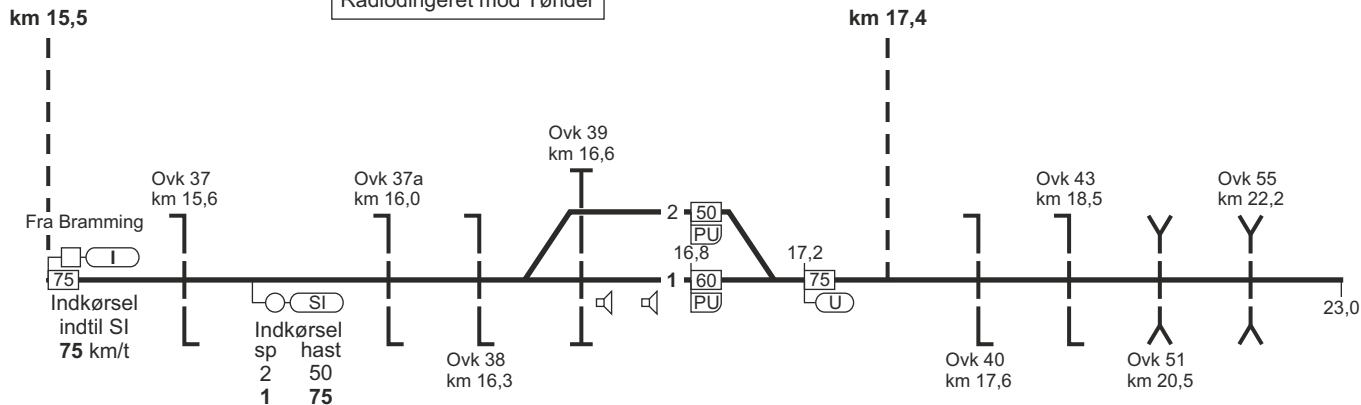 Radiodirigeret mod Tønder
km 15,5
km 17,4
Ovk 39
km 16,6
Ovk 37
km 15,6
Ovk 37a
km 16,0
Ovk 43
km 18,5
Ovk 55
km 22,2
Fra Bramming
I
2
50
PU
16,8
17,2
75
1
60
75
PU
U
SI
Indkørsel
indtil SI
75 km/t
Indkørsel
sp hast
2 50
1 75
Ovk 38
km 16,3
Ovk 40
km 17,6
Ovk 51
km 20,5
23,0